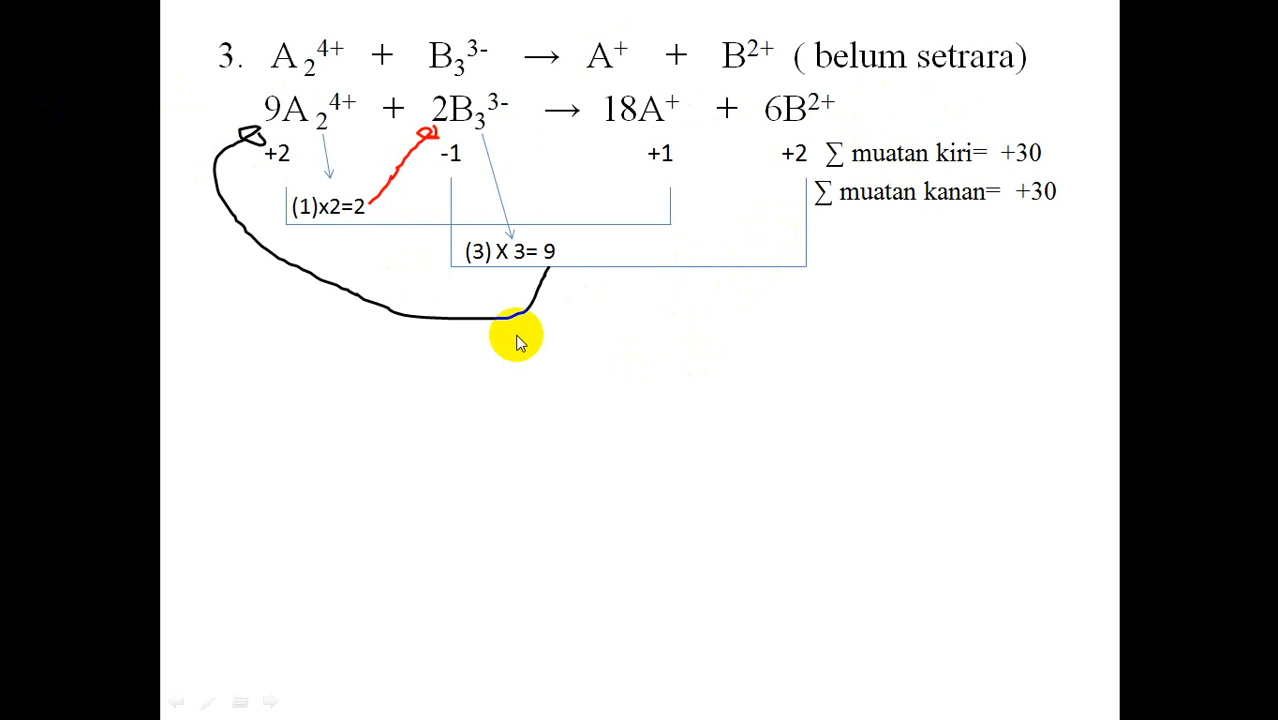 3. A₂⁴⁺ + B₃³⁻ → A⁺ + B²⁺ ( belum setrara)
9A₂⁴⁺ + 2B₃³⁻ → 18A⁺ + 6B²⁺
+2 -1 +1 +2 ∑ muatan kiri= +30
∑ muatan kanan= +30
(1)x2=2
(3) X 3= 9